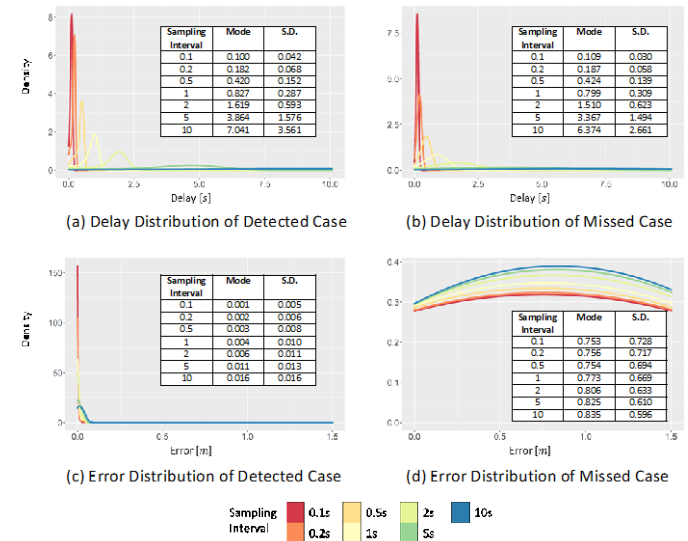 Sampling Interval Mode S.D.
0.1 0.100 0.042
0.2 0.182 0.068
0.5 0.420 0.152
1 0.827 0.287
2 1.619 0.593
5 3.864 1.576
10 7.041 3.561
Density
8
6
4
2
0
0.0 2.5 5.0 7.5 10.0
Delay [s]
(a) Delay Distribution of Detected Case
Sampling Interval Mode S.D.
0.1 0.109 0.030
0.2 0.187 0.058
0.5 0.424 0.139
1 0.799 0.309
2 1.510 0.623
5 3.367 1.494
10 6.374 2.661
7.5
5.0
2.5
0.0
0.0 2.5 5.0 7.5 10.0
Delay [s]
(b) Delay Distribution of Missed Case
Sampling Interval Mode S.D.
0.1 0.001 0.005
0.2 0.002 0.006
0.5 0.003 0.008
1 0.004 0.010
2 0.006 0.011
5 0.011 0.013
10 0.016 0.016
Density
150
100
50
0
0.0 0.5 1.0 1.5
Error [m]
(c) Error Distribution of Detected Case
0.4
0.3
0.2
0.1
0.0
Sampling Interval Mode S.D.
0.1 0.753 0.728
0.2 0.756 0.717
0.5 0.754 0.694
1 0.773 0.669
2 0.806 0.633
5 0.825 0.610
10 0.835 0.596
0.0 0.5 1.0 1.5
Error [m]
(d) Error Distribution of Missed Case
Sampling Interval
0.1s 0.5s 2s 10s
0.2s 1s 5s